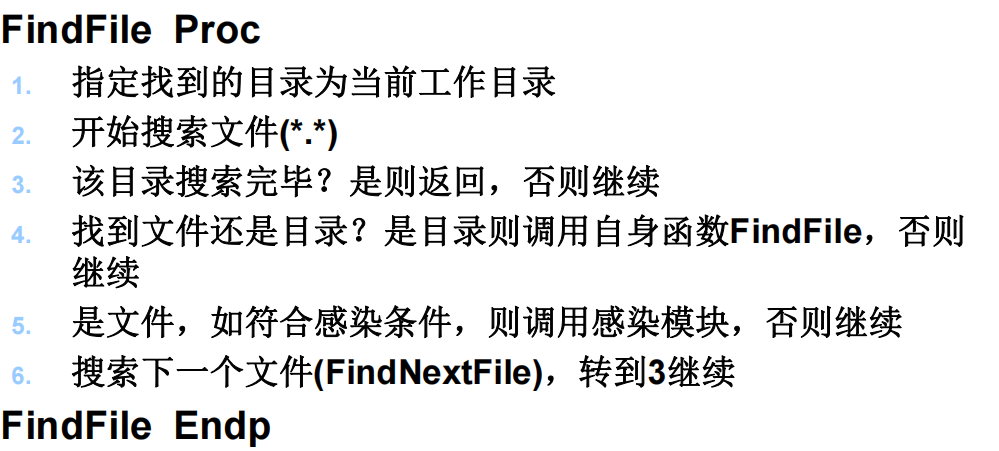 FindFile Proc
1. 指定找到的目录为当前工作目录
2. 开始搜索文件(*.*)
3. 该目录搜索完毕？是则返回，否则继续
4. 找到文件还是目录？是目录则调用自身函数FindFile，否则
继续
5. 是文件，如符合感染条件，则调用感染模块，否则继续
6. 搜索下一个文件(FindNextFile)，转到3继续
FindFile Endp